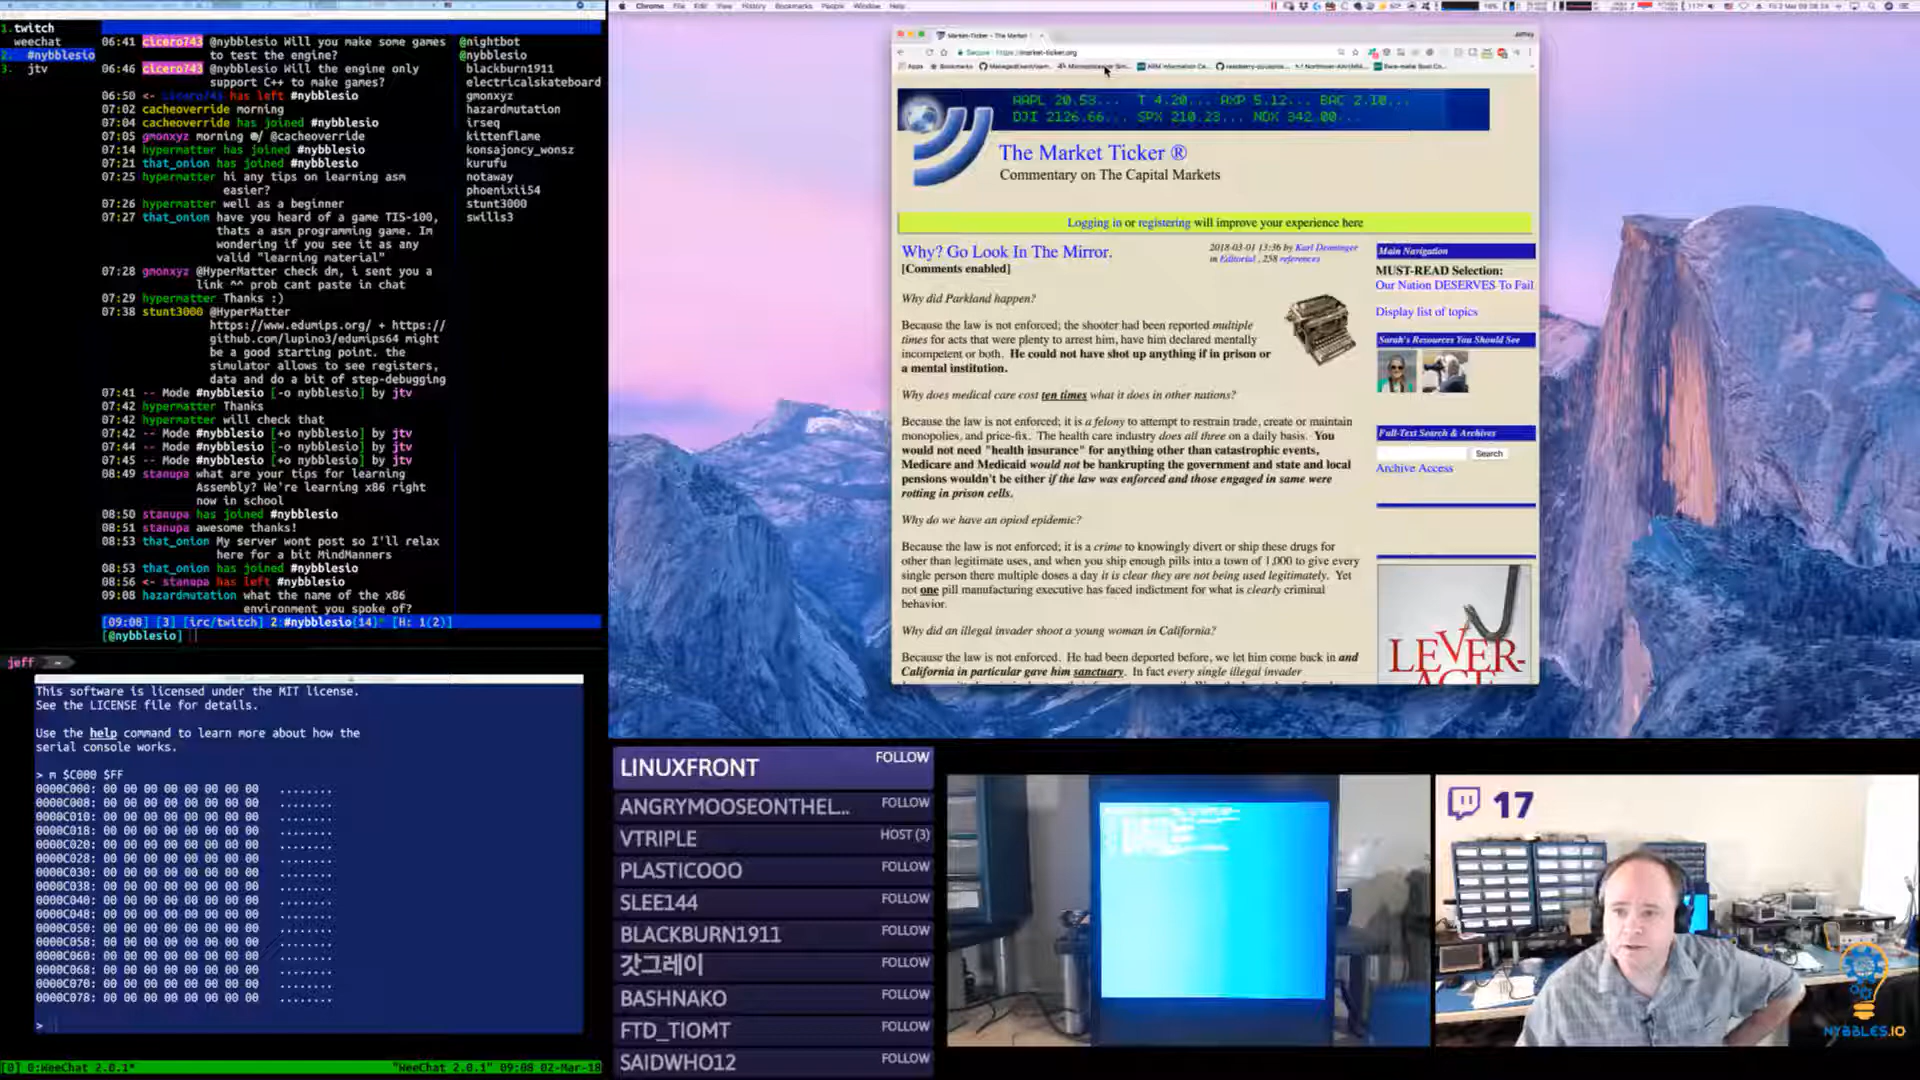 1.twitch
weechat
2. #nybblesio
3. jtv
06:41 cicero743 @nybblesio Will you make some games
to test the engine?
06:46 cicero743 @nybblesio Will the engine only
support C++ to make games?
06:50 <- cicero743 has left #nybblesio
07:02 cacheoverride morning
07:04 cacheoverride has joined #nybblesio
07:05 gmonxyz morning @cacheoverride
07:14 hypermatter has joined #nybblesio
07:21 that_onion has joined #nybblesio
07:25 hypermatter hi any tips on learning asm
easier?
07:26 hypermatter well as a beginner
07:27 that_onion have you heard of a game TIS-100,
thats a asm programming game. Im
wondering if you see it as any
valid "learning material"
07:28 gmonxyz @HyperMatter check dm, i sent you a
link ^^ prob cant paste in chat
07:29 hypermatter Thanks :)
07:38 stunt3000 @HyperMatter
https://www.edumips.org/ + https://
github.com/lupino3/edumips64 might
be a good starting point. the
simulator allows to see registers,
data and do a bit of step-debugging
07:41 -- Mode #nybblesio [-o nybblesio] by jtv
07:42 hypermatter Thanks
07:42 hypermatter will check that
07:42 -- Mode #nybblesio [+o nybblesio] by jtv
07:44 -- Mode #nybblesio [-o nybblesio] by jtv
07:45 -- Mode #nybblesio [+o nybblesio] by jtv
08:49 stanupa what are your tips for learning
Assembly? We're learning x86 right
now in school
08:50 stanupa has joined #nybblesio
08:51 stanupa awesome thanks!
08:53 that_onion My server wont post so I'll relax
here for a bit MindManners
08:53 that_onion has joined #nybblesio
08:56 <- stanupa has left #nybblesio
09:08 hazardmutation what the name of the x86
environment you spoke of?
[09:08] [3] [irc/twitch] 2:#nybblesio{14}* [H: 1(2)]
[@nybblesio]
@nightbot
@nybblesio
blackburn1911
electricalskateboard
gmonxyz
hazardmutation
irseq
kittenflame
konsajoncy_wonsz
kurufu
notaway
phoenixii54
stunt3000
swills3
jeff ~
This software is licensed under the MIT license.
See the LICENSE file for details.
Use the help command to learn more about how the
serial console works.
> m $C000 $FF
0000C000: 00 00 00 00 00 00 00 00 ........
0000C008: 00 00 00 00 00 00 00 00 ........
0000C010: 00 00 00 00 00 00 00 00 ........
0000C018: 00 00 00 00 00 00 00 00 ........
0000C020: 00 00 00 00 00 00 00 00 ........
0000C028: 00 00 00 00 00 00 00 00 ........
0000C030: 00 00 00 00 00 00 00 00 ........
0000C038: 00 00 00 00 00 00 00 00 ........
0000C040: 00 00 00 00 00 00 00 00 ........
0000C048: 00 00 00 00 00 00 00 00 ........
0000C050: 00 00 00 00 00 00 00 00 ........
0000C058: 00 00 00 00 00 00 00 00 ........
0000C060: 00 00 00 00 00 00 00 00 ........
0000C068: 00 00 00 00 00 00 00 00 ........
0000C070: 00 00 00 00 00 00 00 00 ........
0000C078: 00 00 00 00 00 00 00 00 ........
>
[0] 0:WeeChat 2.0.1* "WeeChat 2.0.1" 09:08 02-Mar-18
Chrome File Edit View History Bookmarks People Window Help
Market-Ticker - The Market
Secure https://market-ticker.org
Apps Bookmarks
AAPL 20.53... T 4.20... AXP 5.12... BAC 2.10...
DJI 2126.66... SPX 210.23... NDX 342.00...
The Market Ticker ®
Commentary on The Capital Markets
Logging in or registering will improve your experience here
Why? Go Look In The Mirror.
[Comments enabled]
2018-03-01 13:36 by Karl Denninger
in Editorial , 258 references
Why did Parkland happen?
Because the law is not enforced; the shooter had been reported multiple
times for acts that were plenty to arrest him, have him declared mentally
incompetent or both. He could not have shot up anything if in prison or
a mental institution.
Why does medical care cost ten times what it does in other nations?
Because the law is not enforced; it is a felony to attempt to restrain trade, create or maintain
monopolies, and price-fix. The health care industry does all three on a daily basis. You
would not need "health insurance" for anything other than catastrophic events,
Medicare and Medicaid would not be bankrupting the government and state and local
pensions wouldn't be either if the law was enforced and those engaged in same were
rotting in prison cells.
Why do we have an opiod epidemic?
Because the law is not enforced; it is a crime to knowingly divert or ship these drugs for
other than legitimate uses, and when you ship enough pills into a town of 1,000 to give every
single person there multiple doses a day it is clear they are not being used legitimately. Yet
not one pill manufacturing executive has faced indictment for what is clearly criminal
behavior.
Why did an illegal invader shoot a young woman in California?
Because the law is not enforced. He had been deported before, we let him come back in and
California in particular gave him sanctuary. In fact every single illegal invader
Main Navigation
MUST-READ Selection:
Our Nation DESERVES To Fail
Display list of topics
Sarah's Resources You Should See
Full-Text Search & Archives
Search
Archive Access
LEVER-
AGE
LINUXFRONT FOLLOW
ANGRYMOOSEONTHEL... FOLLOW
VTRIPLE HOST (3)
PLASTICOOO FOLLOW
SLEE144 FOLLOW
BLACKBURN1911 FOLLOW
갓그레이 FOLLOW
BASHNAKO FOLLOW
FTD_TIOMT FOLLOW
SAIDWHO12 FOLLOW
17
NYBBLES.IO